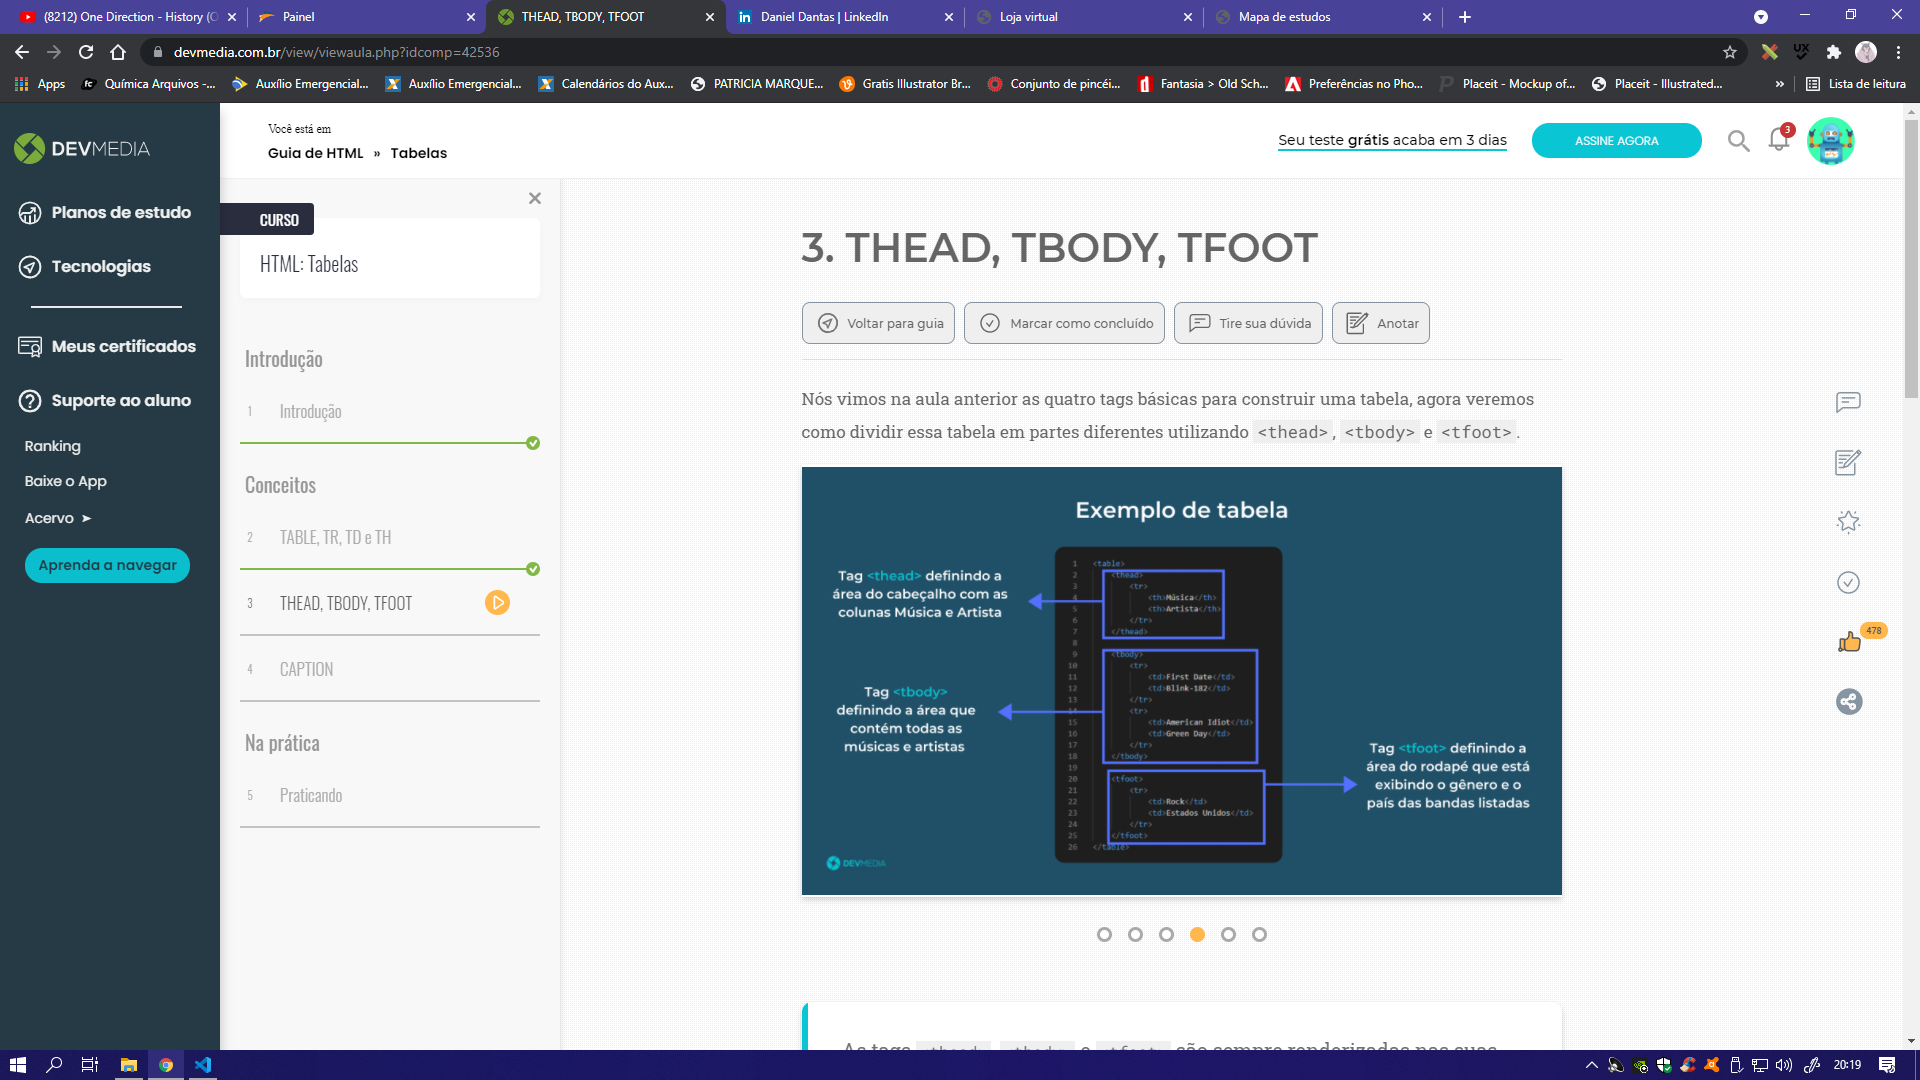 (8212) One Direction - History (O
Painel
THEAD, TBODY, TFOOT
Daniel Dantas | LinkedIn
Loja virtual
Mapa de estudos
devmedia.com.br/view/viewaula.php?idcomp=42536
Apps
Química Arquivos -...
Auxílio Emergencial...
Auxílio Emergencial...
Calendários do Aux...
PATRICIA MARQUE...
Gratis Illustrator Br...
Conjunto de pincéi...
Fantasia > Old Sch...
Preferências no Pho...
Placeit - Mockup of...
Placeit - Illustrated...
»
Lista de leitura
DEVMEDIA
Planos de estudo
Tecnologias
Meus certificados
Suporte ao aluno
Ranking
Baixe o App
Acervo ➤
Aprenda a navegar
Você está em
Guia de HTML » Tabelas
Seu teste grátis acaba em 3 dias
ASSINE AGORA
3
CURSO
HTML: Tabelas
Introdução
1 Introdução
Conceitos
2 TABLE, TR, TD e TH
3 THEAD, TBODY, TFOOT
4 CAPTION
Na prática
5 Praticando
3. THEAD, TBODY, TFOOT
Voltar para guia
Marcar como concluído
Tire sua dúvida
Anotar
Nós vimos na aula anterior as quatro tags básicas para construir uma tabela, agora veremos
como dividir essa tabela em partes diferentes utilizando <thead>, <tbody> e <tfoot>.
Exemplo de tabela
Tag <thead> definindo a
área do cabeçalho com as
colunas Música e Artista
Tag <tbody>
definindo a área que
contém todas as
músicas e artistas
1 <table>
2 <thead>
3 <tr>
4 <th>Música</th>
5 <th>Artista</th>
6 </tr>
7 </thead>
8
9 <tbody>
10 <tr>
11 <td>First Date</td>
12 <td>Blink-182</td>
13 </tr>
14 <tr>
15 <td>American Idiot</td>
16 <td>Green Day</td>
17 </tr>
18 </tbody>
19
20 <tfoot>
21 <tr>
22 <td>Rock</td>
23 <td>Estados Unidos</td>
24 </tr>
25 </tfoot>
26 </table>
Tag <tfoot> definindo a
área do rodapé que está
exibindo o gênero e o
país das bandas listadas
DEVMEDIA
478
As tags <thead>, <tbody> e <tfoot> são sempre renderizadas nas suas
20:19